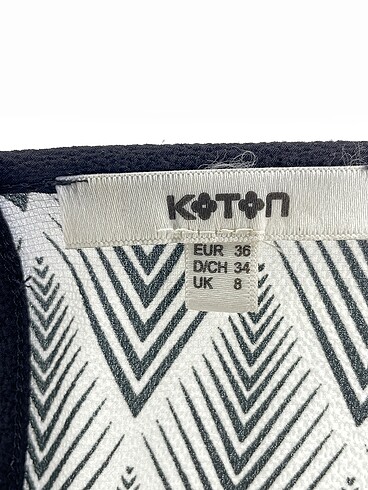 KOTON
EUR 36
D/CH 34
UK 8